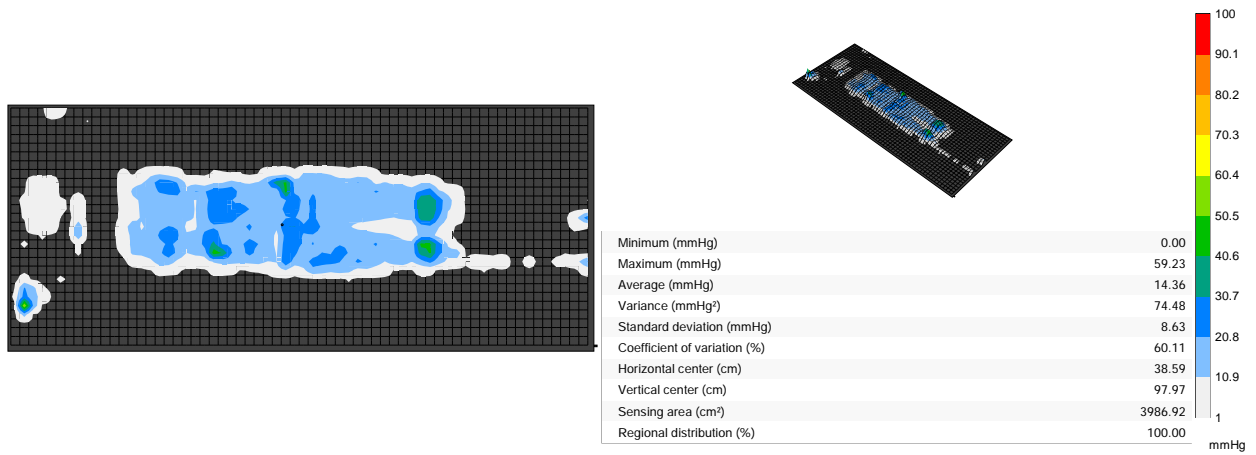 100
90.1
80.2
70.3
60.4
50.5
40.6
30.7
20.8
10.9
1
mmHg
Minimum (mmHg) 0.00
Maximum (mmHg) 59.23
Average (mmHg) 14.36
Variance (mmHg²) 74.48
Standard deviation (mmHg) 8.63
Coefficient of variation (%) 60.11
Horizontal center (cm) 38.59
Vertical center (cm) 97.97
Sensing area (cm²) 3986.92
Regional distribution (%) 100.00